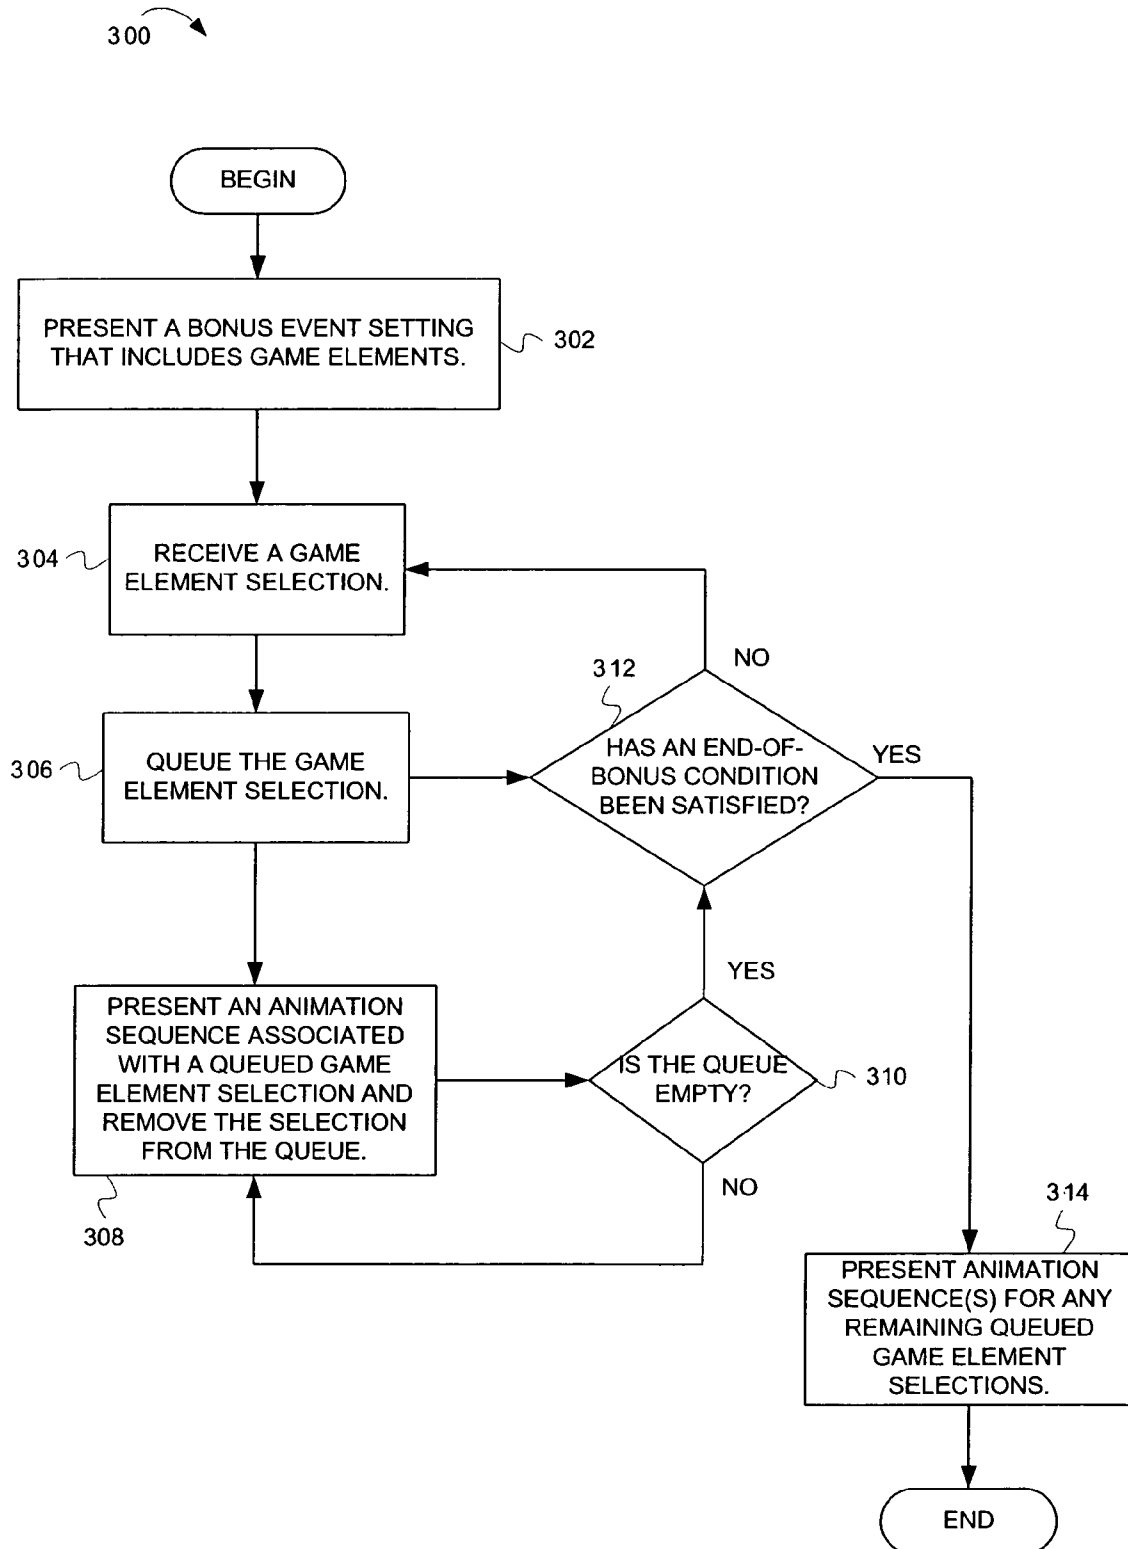 300
BEGIN
PRESENT A BONUS EVENT SETTING
THAT INCLUDES GAME ELEMENTS.
302
304
RECEIVE A GAME
ELEMENT SELECTION.
312
NO
306
QUEUE THE GAME
ELEMENT SELECTION.
HAS AN END-OF-
BONUS CONDITION
BEEN SATISFIED?
YES
YES
PRESENT AN ANIMATION
SEQUENCE ASSOCIATED
WITH A QUEUED GAME
ELEMENT SELECTION AND
REMOVE THE SELECTION
FROM THE QUEUE.
308
IS THE QUEUE
EMPTY?
310
NO
314
PRESENT ANIMATION
SEQUENCE(S) FOR ANY
REMAINING QUEUED
GAME ELEMENT
SELECTIONS.
END